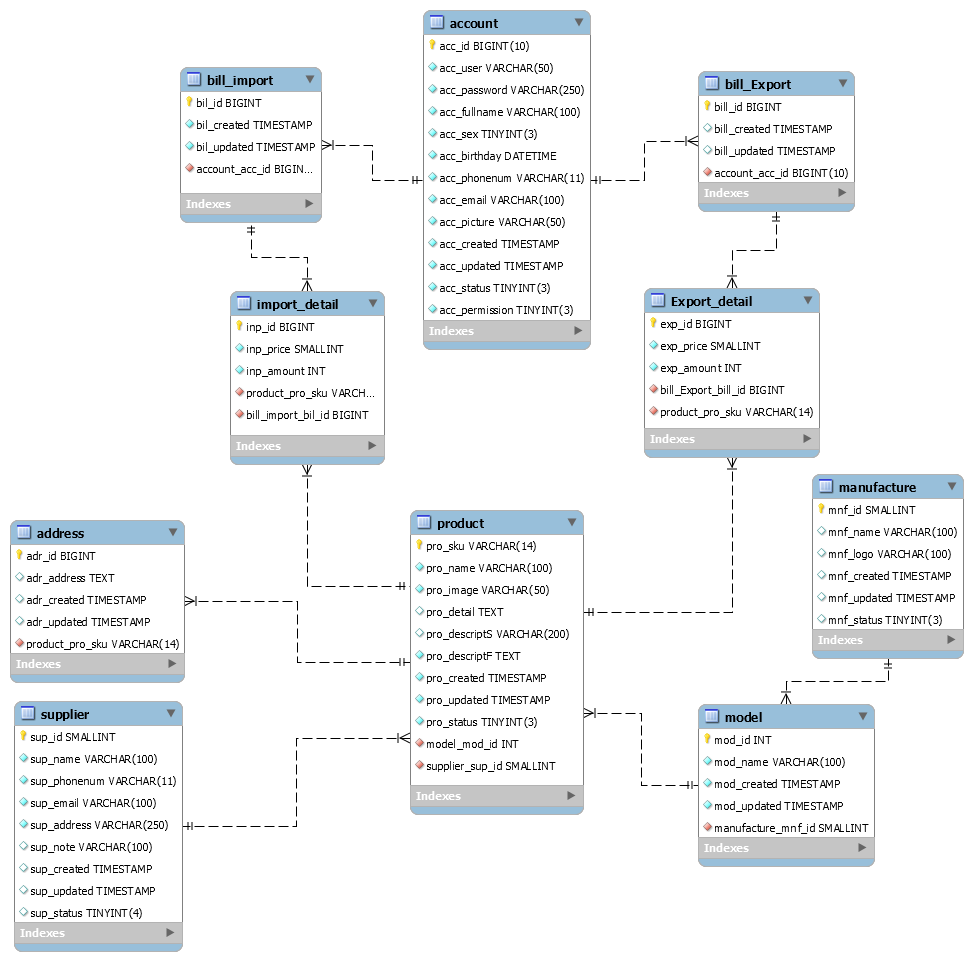 account
acc_id BIGINT(10)
acc_user VARCHAR(50)
acc_password VARCHAR(250)
acc_fullname VARCHAR(100)
acc_sex TINYINT(3)
acc_birthday DATETIME
acc_phonenum VARCHAR(11)
acc_email VARCHAR(100)
acc_picture VARCHAR(50)
acc_created TIMESTAMP
acc_updated TIMESTAMP
acc_status TINYINT(3)
acc_permission TINYINT(3)
Indexes
bill_import
bil_id BIGINT
bil_created TIMESTAMP
bil_updated TIMESTAMP
account_acc_id BIGIN...
Indexes
bill_Export
bill_id BIGINT
bill_created TIMESTAMP
bill_updated TIMESTAMP
account_acc_id BIGINT(10)
Indexes
import_detail
inp_id BIGINT
inp_price SMALLINT
inp_amount INT
product_pro_sku VARCH...
bill_import_bil_id BIGINT
Indexes
Export_detail
exp_id BIGINT
exp_price SMALLINT
exp_amount INT
bill_Export_bill_id BIGINT
product_pro_sku VARCHAR(14)
Indexes
manufacture
mnf_id SMALLINT
mnf_name VARCHAR(100)
mnf_logo VARCHAR(100)
mnf_created TIMESTAMP
mnf_updated TIMESTAMP
mnf_status TINYINT(3)
Indexes
address
adr_id BIGINT
adr_address TEXT
adr_created TIMESTAMP
adr_updated TIMESTAMP
product_pro_sku VARCHAR(14)
Indexes
product
pro_sku VARCHAR(14)
pro_name VARCHAR(100)
pro_image VARCHAR(50)
pro_detail TEXT
pro_descriptS VARCHAR(200)
pro_descriptF TEXT
pro_created TIMESTAMP
pro_updated TIMESTAMP
pro_status TINYINT(3)
model_mod_id INT
supplier_sup_id SMALLINT
Indexes
supplier
sup_id SMALLINT
sup_name VARCHAR(100)
sup_phonenum VARCHAR(11)
sup_email VARCHAR(100)
sup_address VARCHAR(250)
sup_note VARCHAR(100)
sup_created TIMESTAMP
sup_updated TIMESTAMP
sup_status TINYINT(4)
Indexes
model
mod_id INT
mod_name VARCHAR(100)
mod_created TIMESTAMP
mod_updated TIMESTAMP
manufacture_mnf_id SMALLINT
Indexes